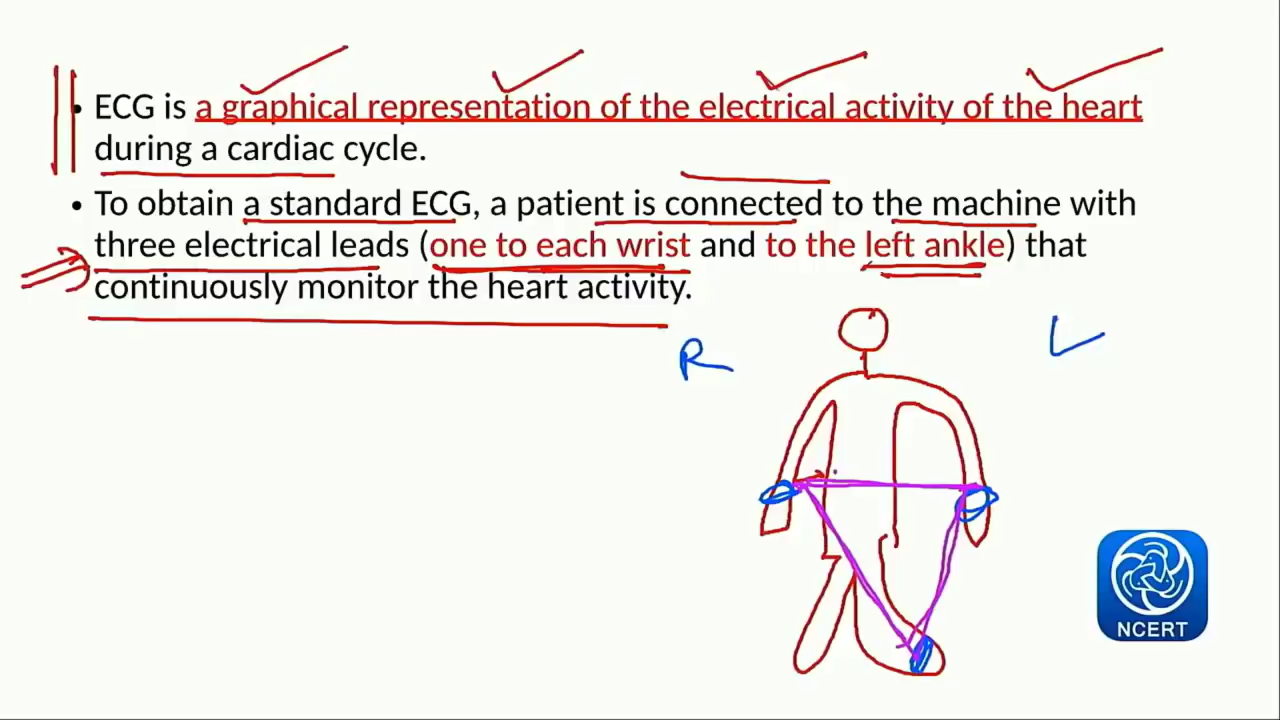 • ECG is a graphical representation of the electrical activity of the heart
during a cardiac cycle.
• To obtain a standard ECG, a patient is connected to the machine with
three electrical leads (one to each wrist and to the left ankle) that
continuously monitor the heart activity.
R L
NCERT